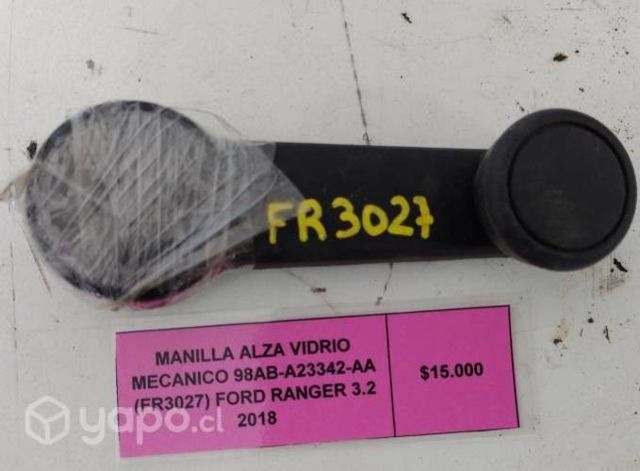 FR3027
MANILLA ALZA VIDRIO
MECANICO 98AB-A23342-AA
(FR3027) FORD RANGER 3.2
2018
$15.000
yapo.cl